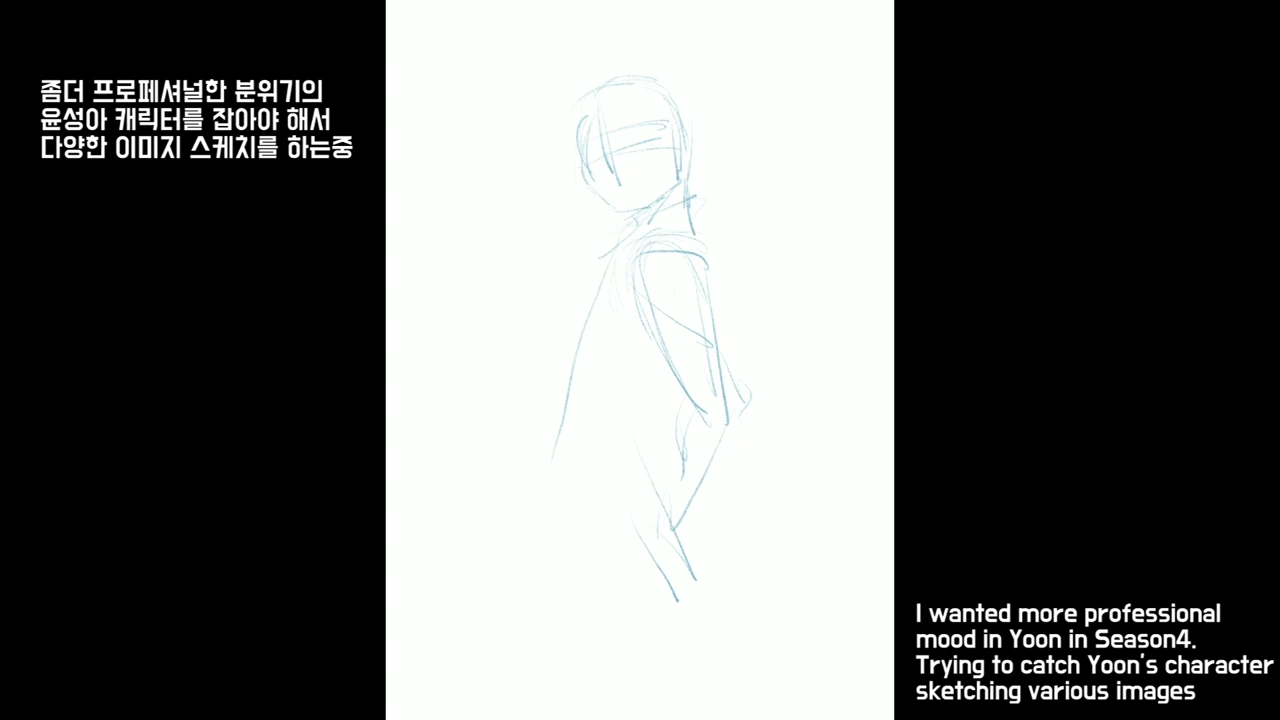 좀더 프로페셔널한 분위기의
윤성아 캐릭터를 잡아야 해서
다양한 이미지 스케치를 하는중
I wanted more professional
mood in Yoon in Season4.
Trying to catch Yoon's character
sketching various images